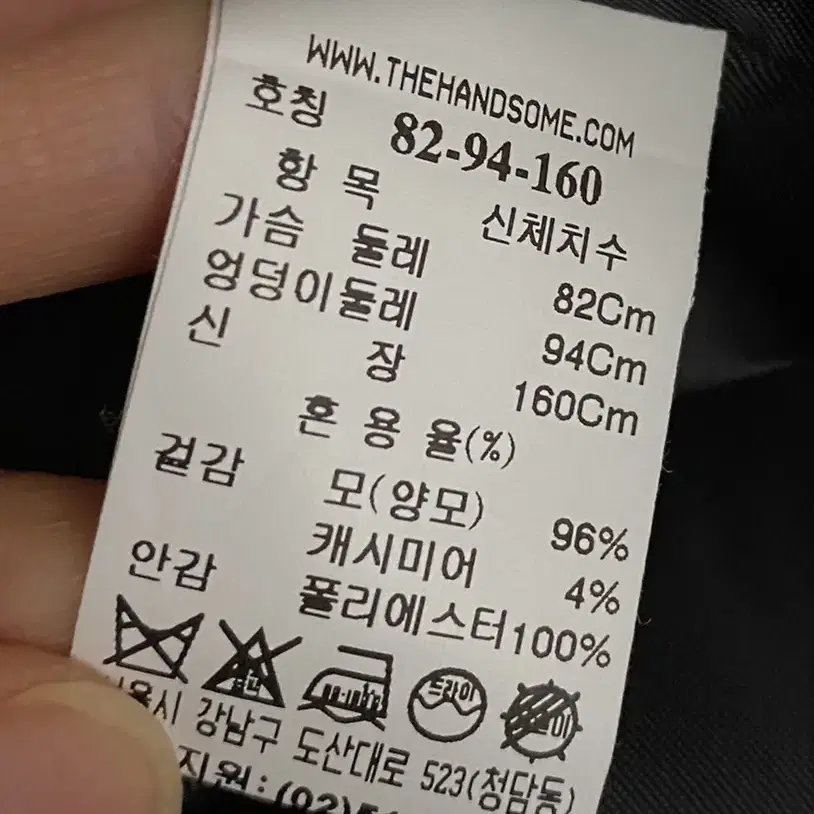 WWW.THEHANDSOME.COM
호칭 82-94-160
항 목 신체치수
가슴 둘레 82Cm
엉덩이둘레 94Cm
신 장 160Cm
혼 용 율(%)
겉감 모(양모) 96%
캐시미어 4%
안감 폴리에스터100%
드라이
강남구 도산대로 523(청담동)
지원: (02)